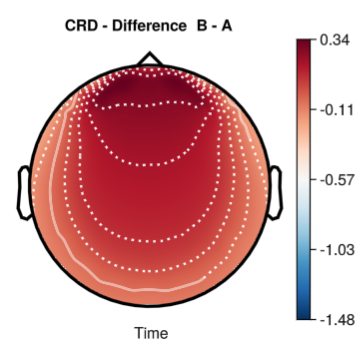 CRD - Difference B - A
0.34
-0.11
-0.57
-1.03
-1.48
Time